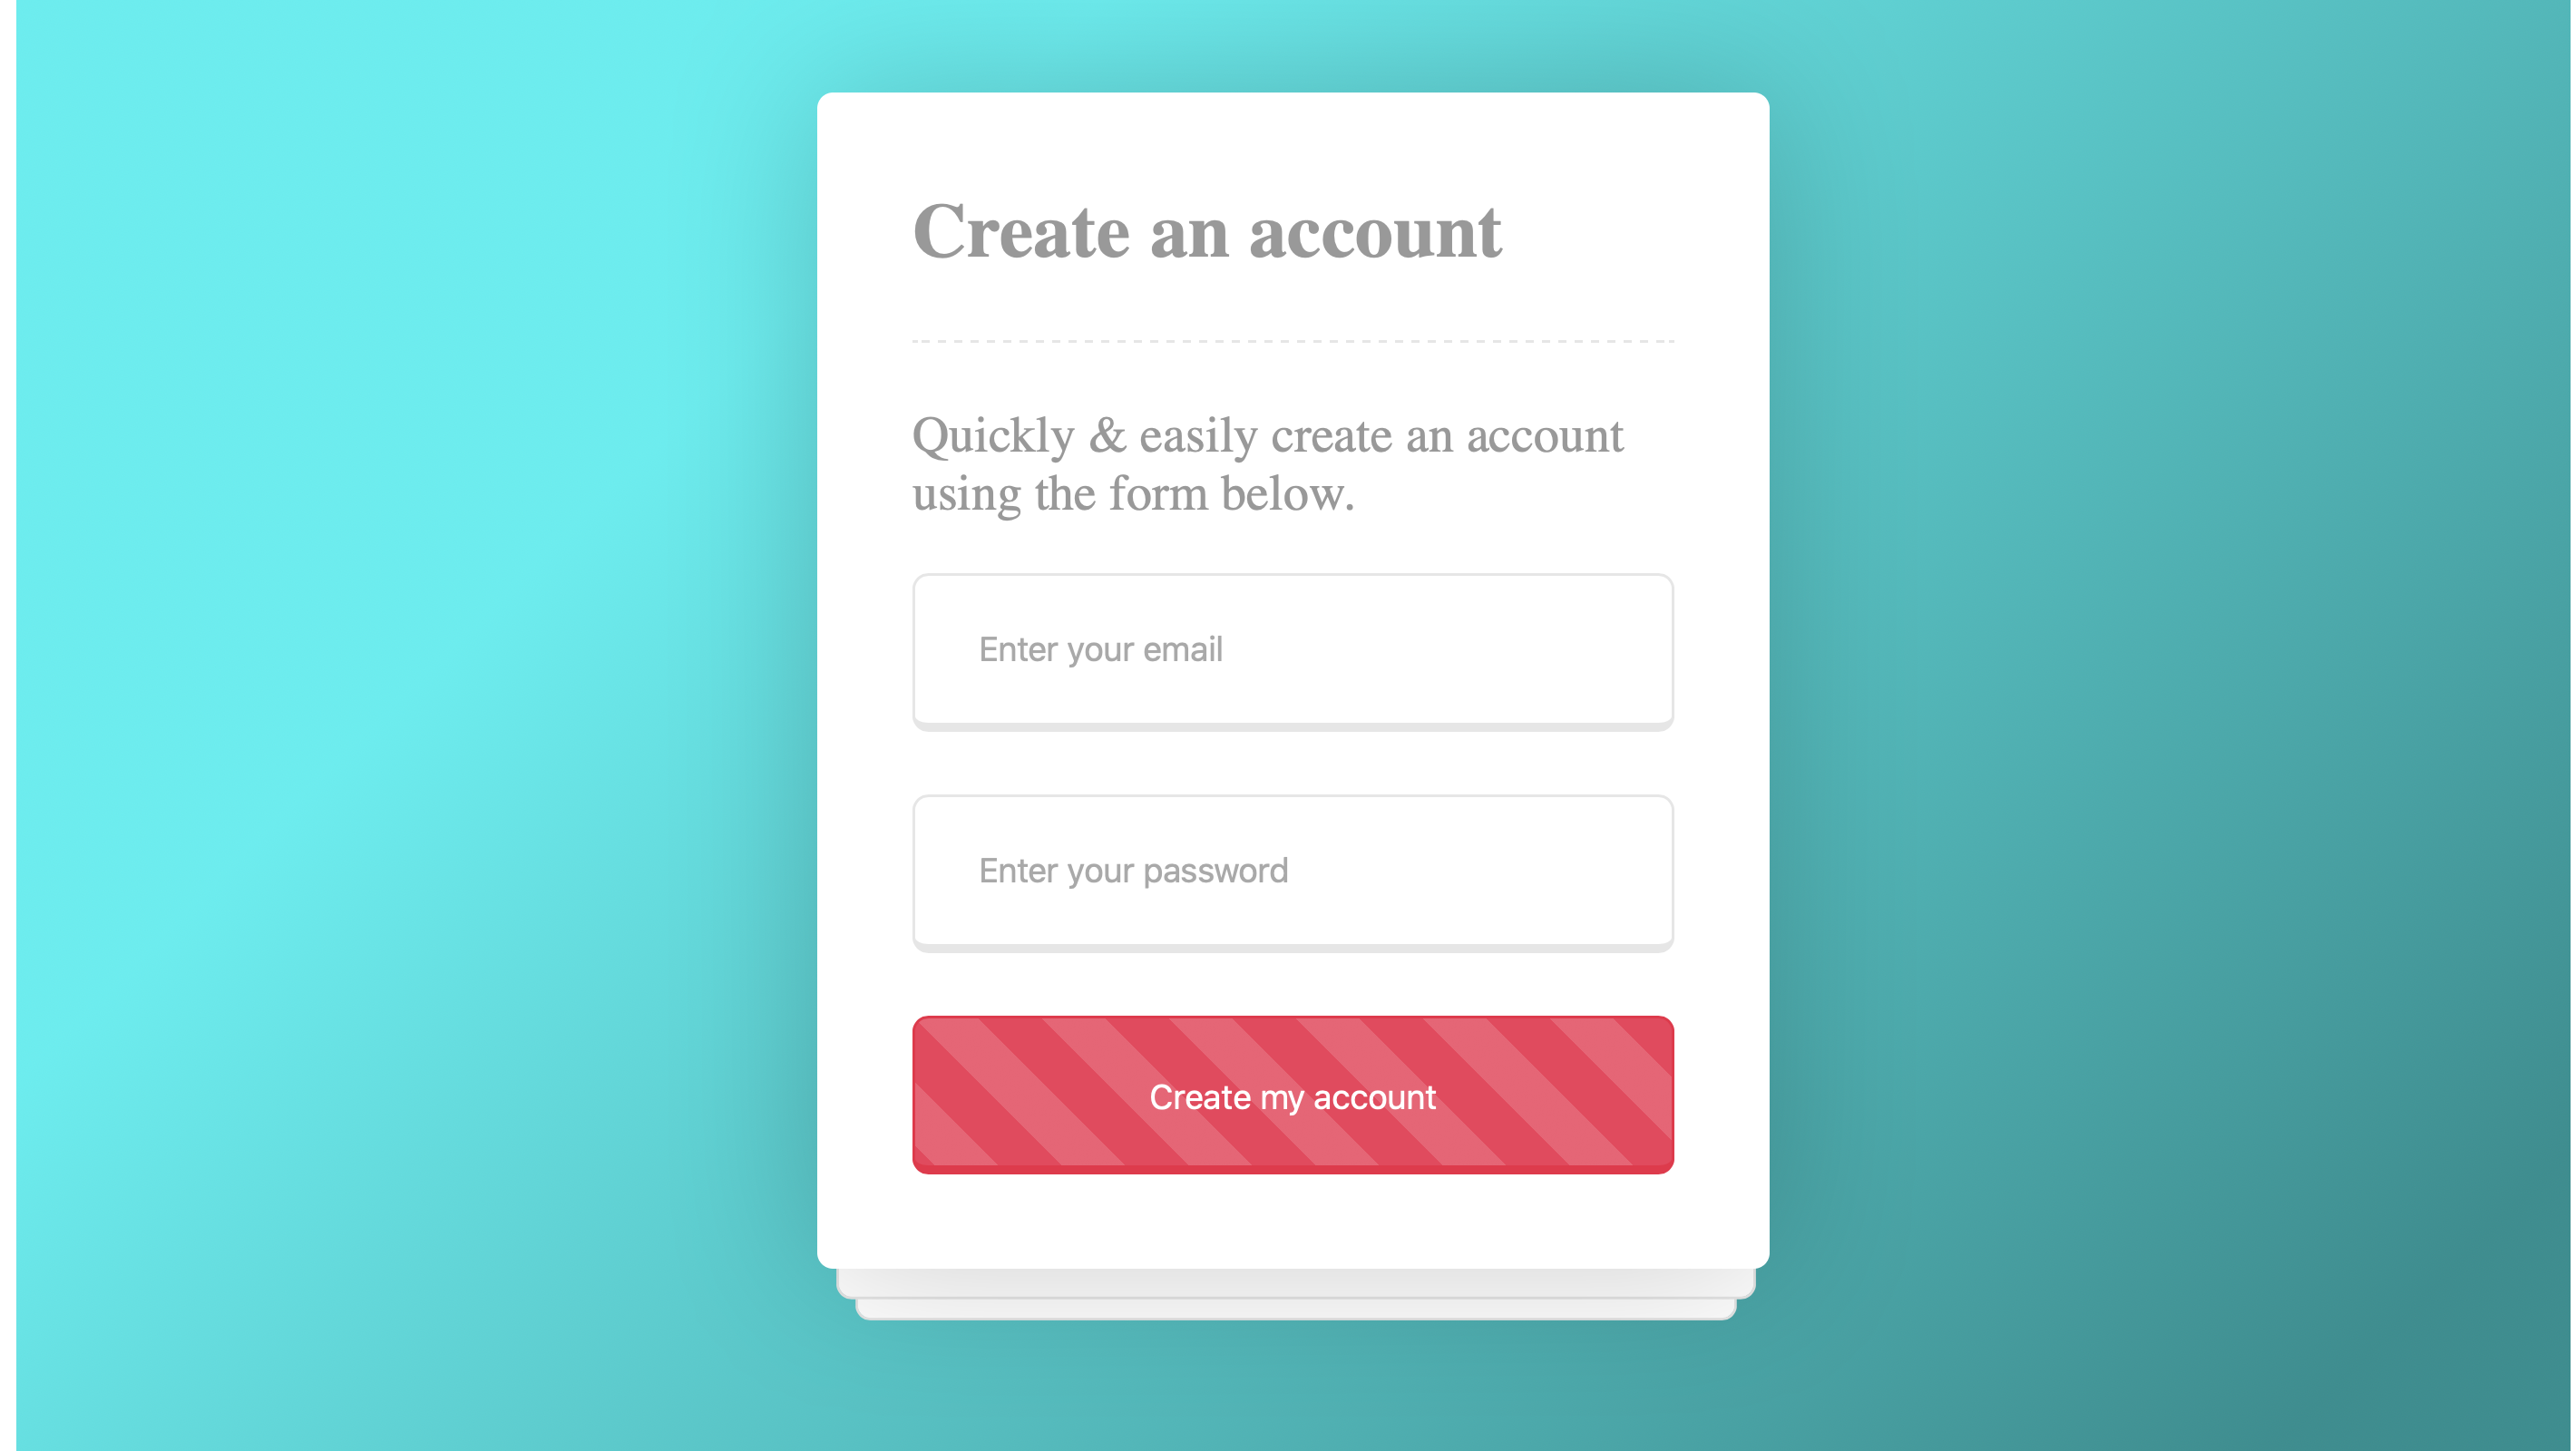 Create an account
Quickly & easily create an account
using the form below.
Enter your email
Enter your password
Create my account